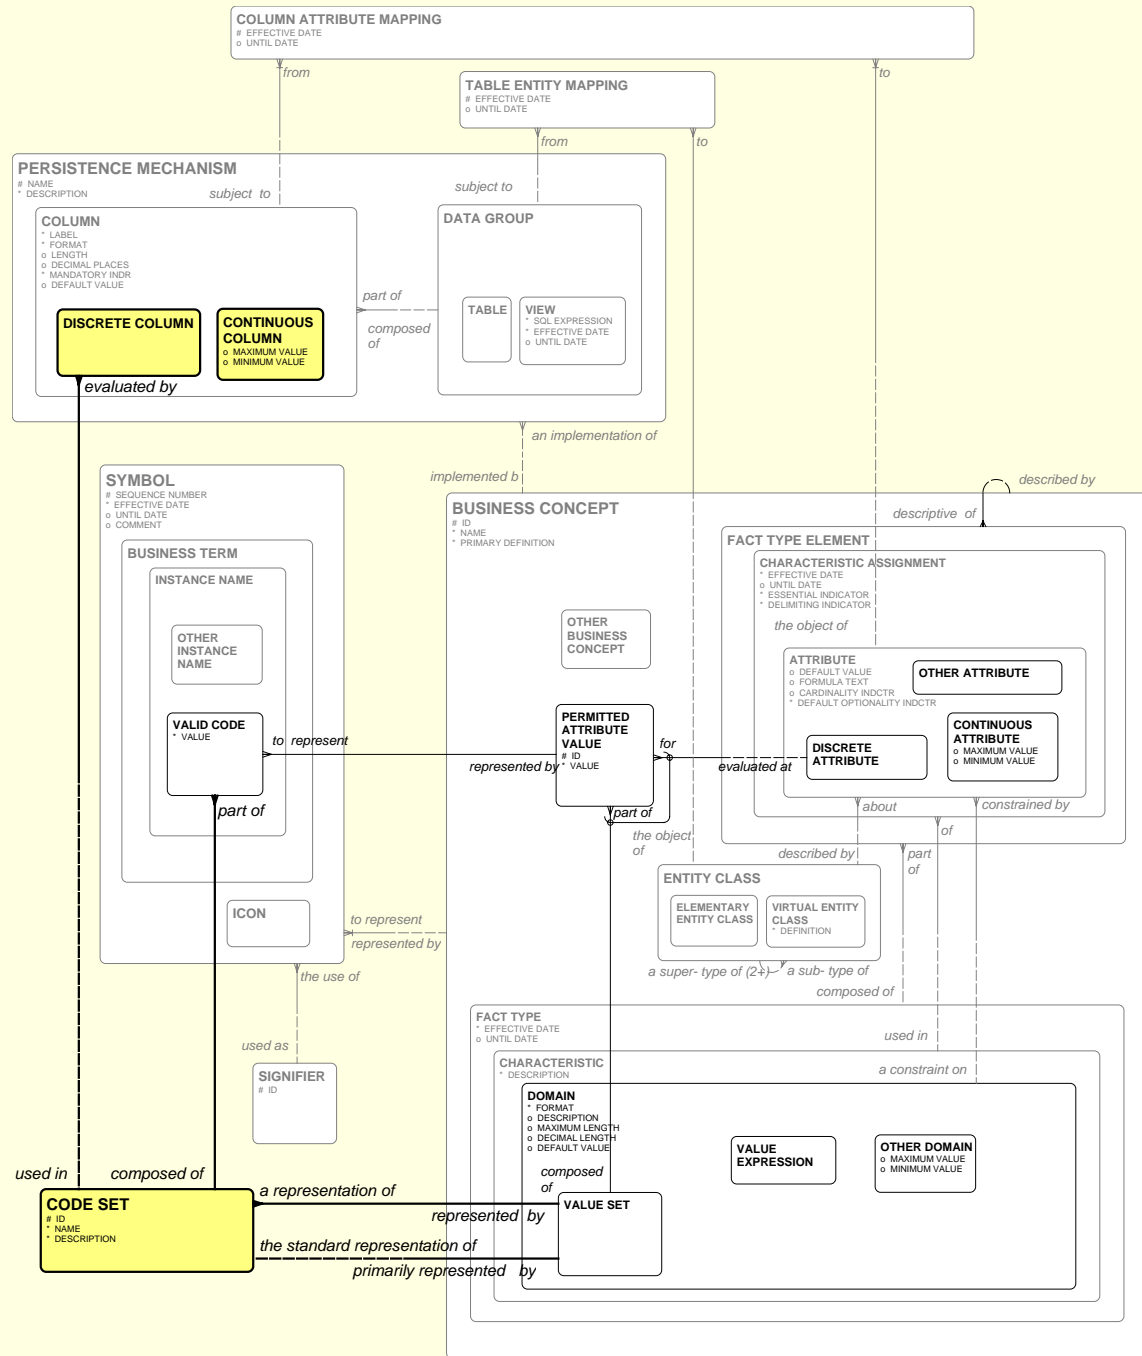 COLUMN ATTRIBUTE MAPPING
# EFFECTIVE DATE
o UNTIL DATE
from
to
TABLE ENTITY MAPPING
# EFFECTIVE DATE
o UNTIL DATE
from
to
PERSISTENCE MECHANISM
# NAME
* DESCRIPTION
subject to
subject to
COLUMN
* LABEL
* FORMAT
o LENGTH
o DECIMAL PLACES
* MANDATORY INDR
o DEFAULT VALUE
DATA GROUP
part of
composed
of
TABLE
VIEW
* SQL EXPRESSION
* EFFECTIVE DATE
o UNTIL DATE
DISCRETE COLUMN
CONTINUOUS
COLUMN
o MAXIMUM VALUE
o MINIMUM VALUE
evaluated by
an implementation of
implemented b
SYMBOL
# SEQUENCE NUMBER
* EFFECTIVE DATE
o UNTIL DATE
o COMMENT
BUSINESS TERM
INSTANCE NAME
OTHER
INSTANCE
NAME
VALID CODE
* VALUE
part of
to represent
represented by
ICON
to represent
represented by
the use of
used as
SIGNIFIER
# ID
BUSINESS CONCEPT
# ID
* NAME
* PRIMARY DEFINITION
described by
descriptive of
FACT TYPE ELEMENT
CHARACTERISTIC ASSIGNMENT
* EFFECTIVE DATE
o UNTIL DATE
* ESSENTIAL INDICATOR
* DELIMITING INDICATOR
the object of
OTHER
BUSINESS
CONCEPT
ATTRIBUTE
o DEFAULT VALUE
o FORMULA TEXT
o CARDINALITY INDCTR
* DEFAULT OPTIONALITY INDCTR
OTHER ATTRIBUTE
PERMITTED
ATTRIBUTE
VALUE
# ID
* VALUE
for
evaluated at
part of
DISCRETE
ATTRIBUTE
CONTINUOUS
ATTRIBUTE
o MAXIMUM VALUE
o MINIMUM VALUE
about
constrained by
of
the object
of
described by
part
of
ENTITY CLASS
ELEMENTARY
ENTITY CLASS
VIRTUAL ENTITY
CLASS
* DEFINITION
a super- type of (2+)
a sub- type of
composed of
FACT TYPE
* EFFECTIVE DATE
o UNTIL DATE
used in
CHARACTERISTIC
* DESCRIPTION
a constraint on
DOMAIN
* FORMAT
o DESCRIPTION
o MAXIMUM LENGTH
o DECIMAL LENGTH
o DEFAULT VALUE
VALUE
EXPRESSION
OTHER DOMAIN
o MAXIMUM VALUE
o MINIMUM VALUE
composed
of
VALUE SET
used in
composed of
CODE SET
# ID
* NAME
* DESCRIPTION
a representation of
represented by
the standard representation of
primarily represented by